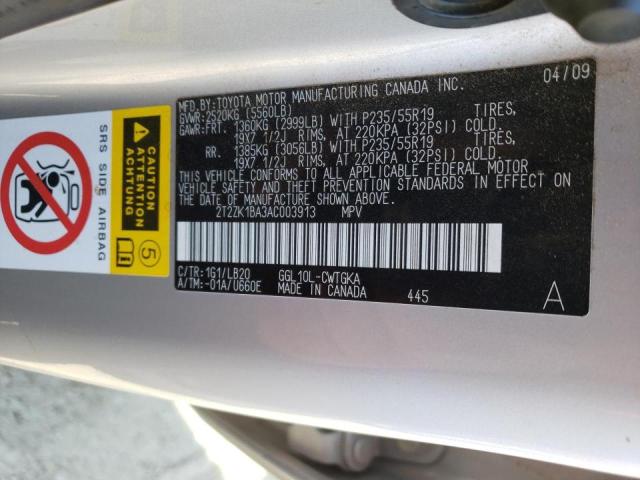 MFD.BY:TOYOTA MOTOR MANUFACTURING CANADA INC. 04/09
GVWR:2520KG (5560LB)
GAWR:FRT. 1360KG (2999LB) WITH P235/55R19 TIRES,
19X7 1/2J RIMS, AT 220KPA (32PSI) COLD
RR. 1385KG (3056LB) WITH P235/55R19 TIRES,
19X7 1/2J RIMS, AT 220KPA (32PSI) COLD.
THIS VEHICLE CONFORMS TO ALL APPLICABLE FEDERAL MOTOR
VEHICLE SAFETY AND THEFT PREVENTION STANDARDS IN EFFECT ON
THE DATE OF MANUFACTURE SHOWN ABOVE.
2T2ZK1BA3AC003913 MPV
C/TR:1G1/LB20 GGL10L-CWTGKA
A/TM:-01A/U660E MADE IN CANADA 445 A
SRS SIDE AIRBAG
CAUTION
ATTENTION
ACHTUNG
5